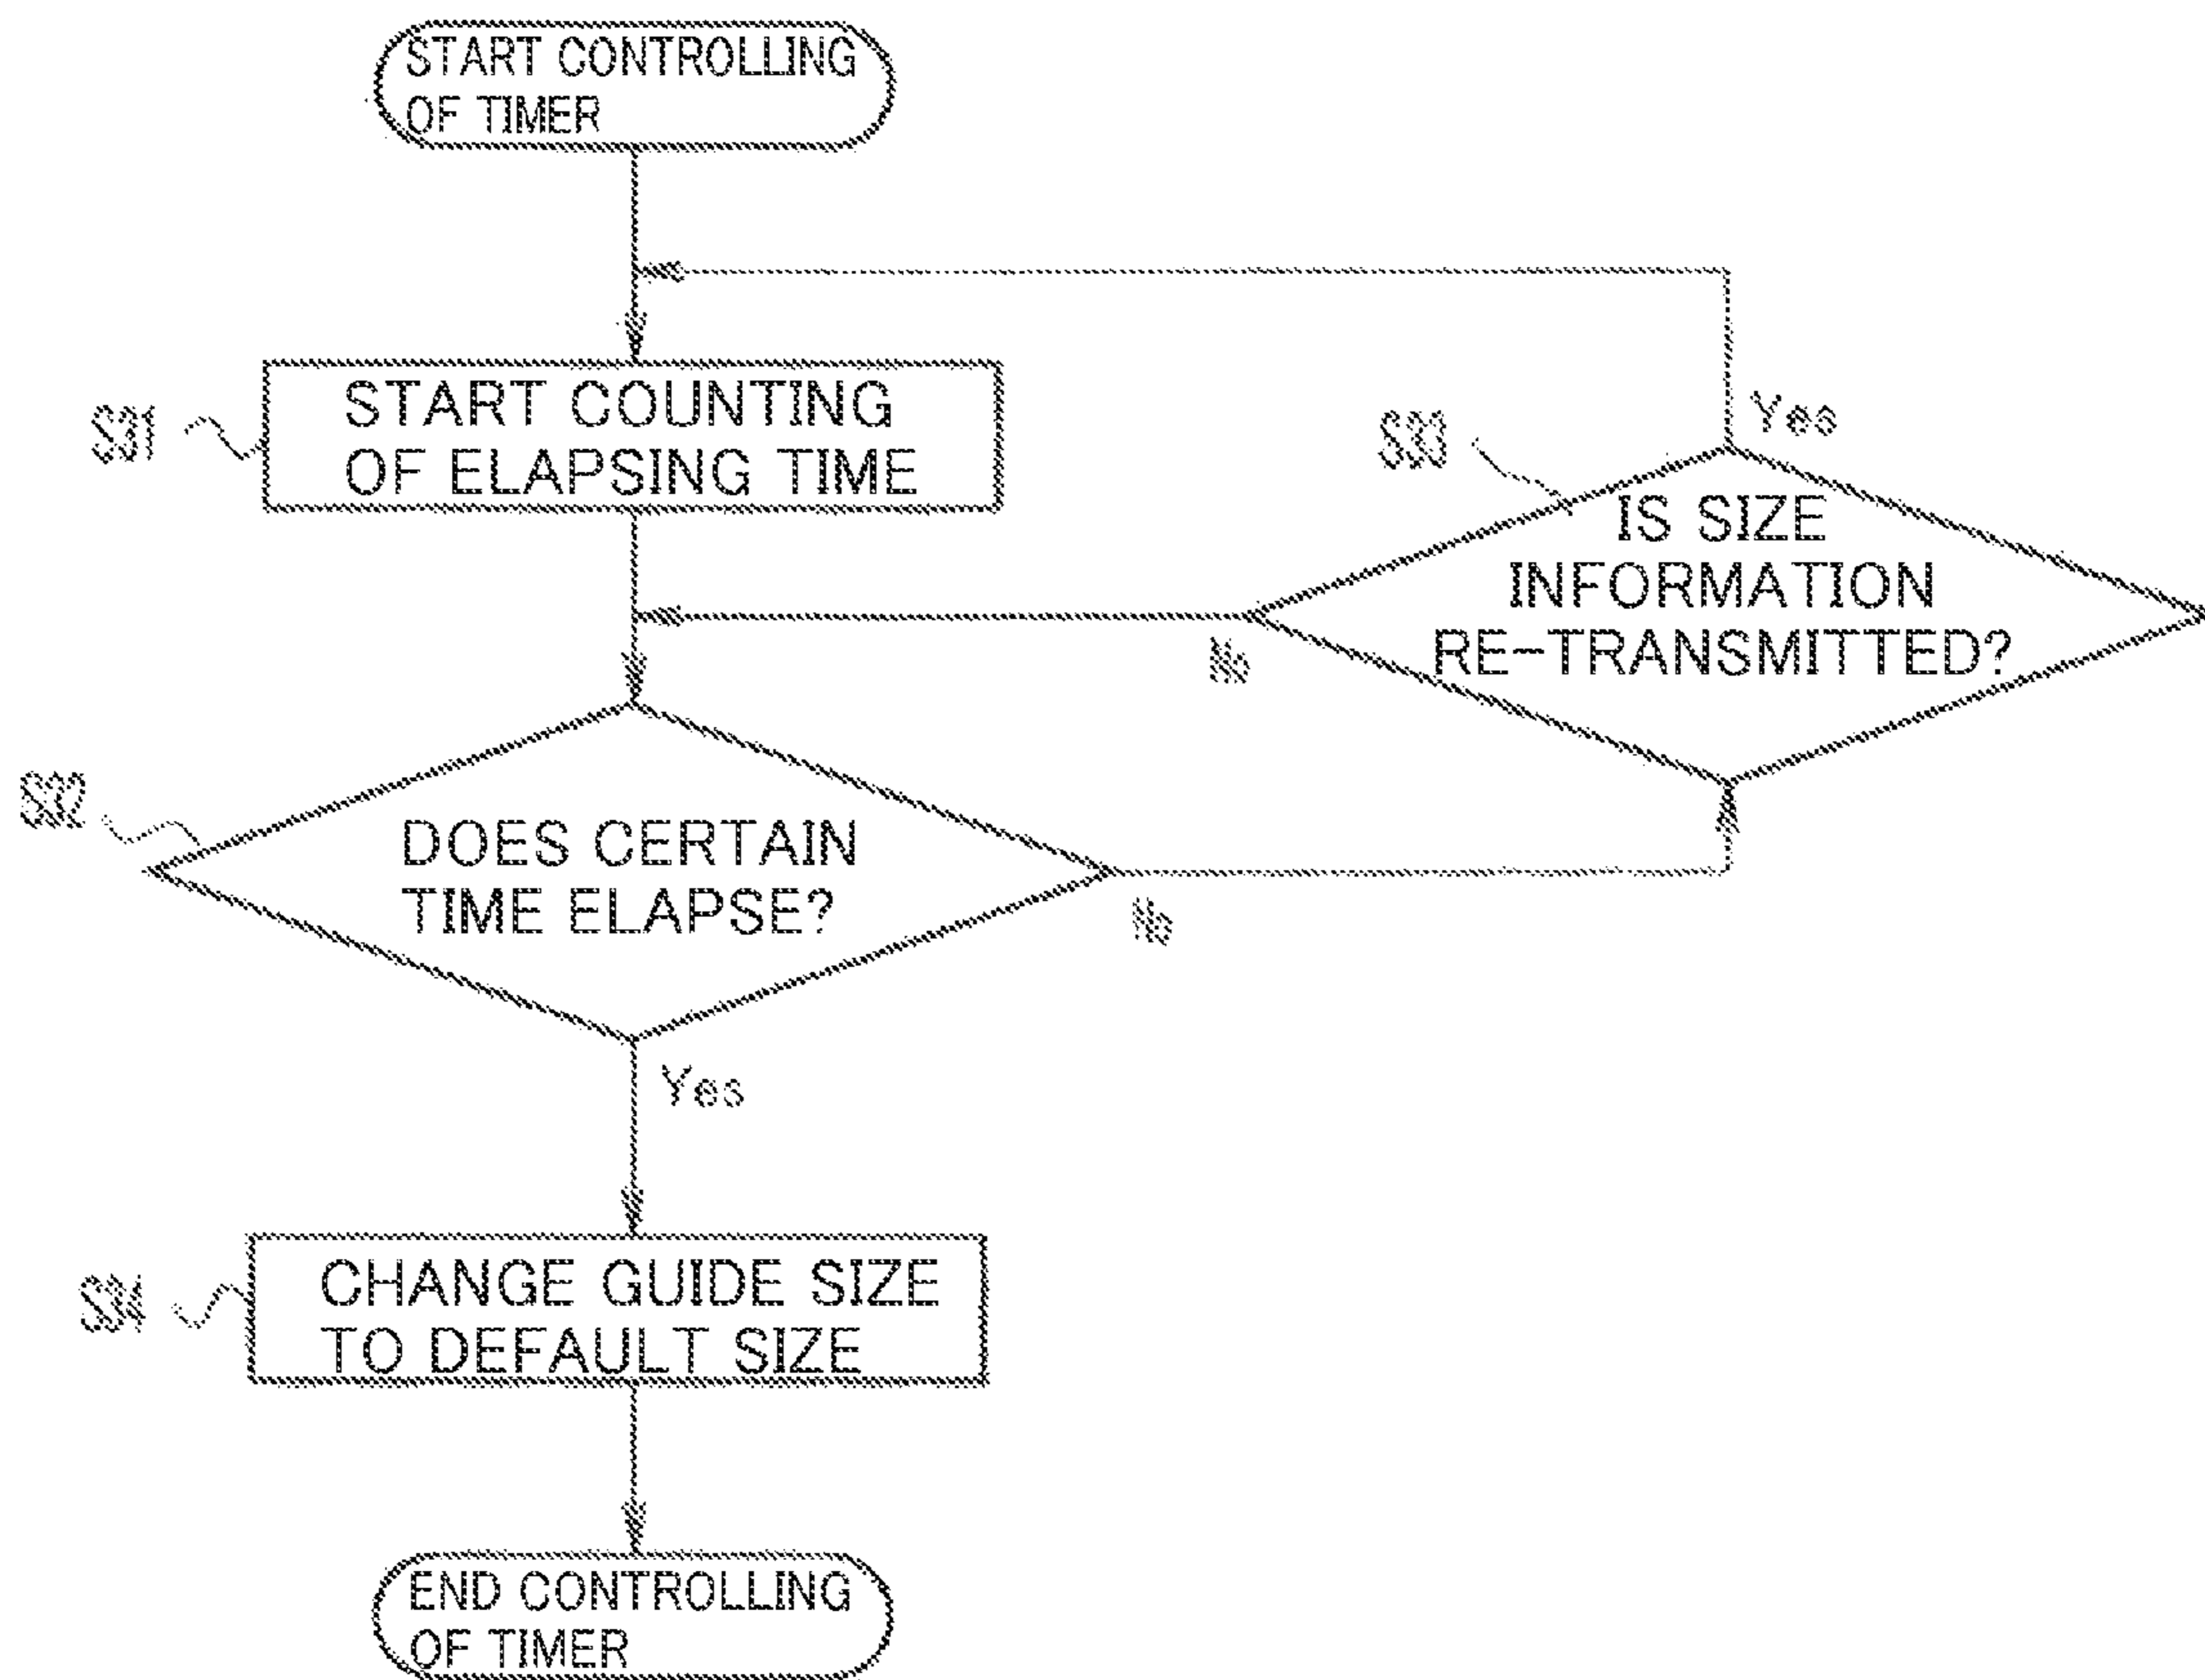 START CONTROLLING
OF TIMER
S31
START COUNTING
OF ELAPSING TIME
Yes
S33
IS SIZE
INFORMATION
RE-TRANSMITTED?
No
S32
DOES CERTAIN
TIME ELAPSE?
No
Yes
S34
CHANGE GUIDE SIZE
TO DEFAULT SIZE
END CONTROLLING
OF TIMER